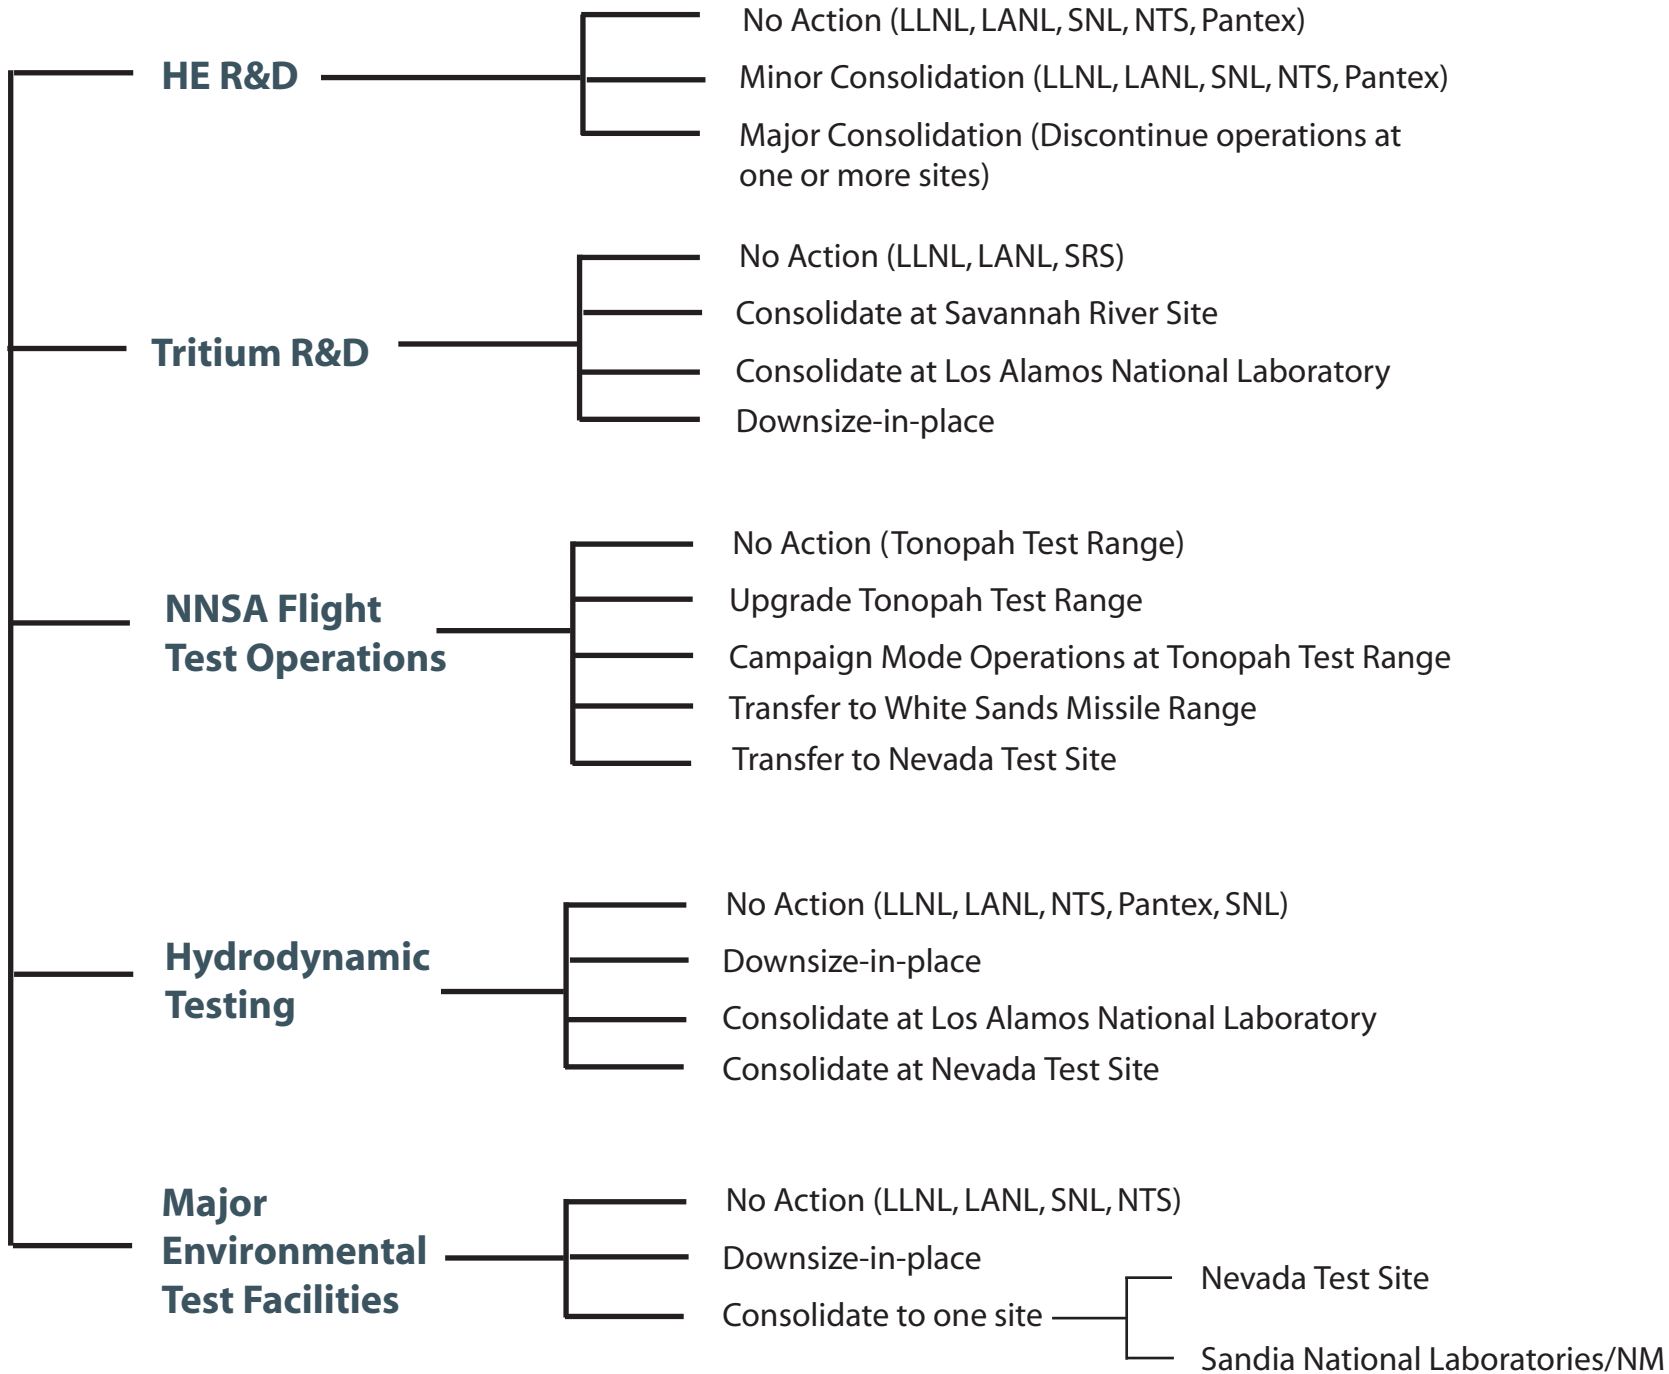 HE R&D
No Action (LLNL, LANL, SNL, NTS, Pantex)
Minor Consolidation (LLNL, LANL, SNL, NTS, Pantex)
Major Consolidation (Discontinue operations at
one or more sites)
Tritium R&D
No Action (LLNL, LANL, SRS)
Consolidate at Savannah River Site
Consolidate at Los Alamos National Laboratory
Downsize-in-place
NNSA Flight
Test Operations
No Action (Tonopah Test Range)
Upgrade Tonopah Test Range
Campaign Mode Operations at Tonopah Test Range
Transfer to White Sands Missile Range
Transfer to Nevada Test Site
Hydrodynamic
Testing
No Action (LLNL, LANL, NTS, Pantex, SNL)
Downsize-in-place
Consolidate at Los Alamos National Laboratory
Consolidate at Nevada Test Site
Major
Environmental
Test Facilities
No Action (LLNL, LANL, SNL, NTS)
Downsize-in-place
Consolidate to one site
Nevada Test Site
Sandia National Laboratories/NM